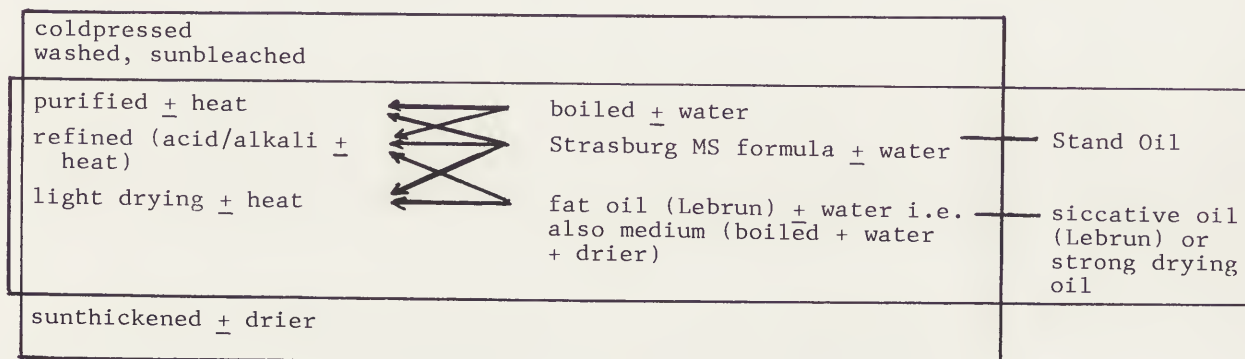 coldpressed
washed, sunbleached
purified ± heat
refined (acid/alkali ±
heat)
light drying ± heat
boiled ± water
Strasburg MS formula ± water
fat oil (Lebrun) ± water i.e.
also medium (boiled + water
+ drier)
Stand Oil
siccative oil
(Lebrun) or
strong drying
oil
sunthickened ± drier